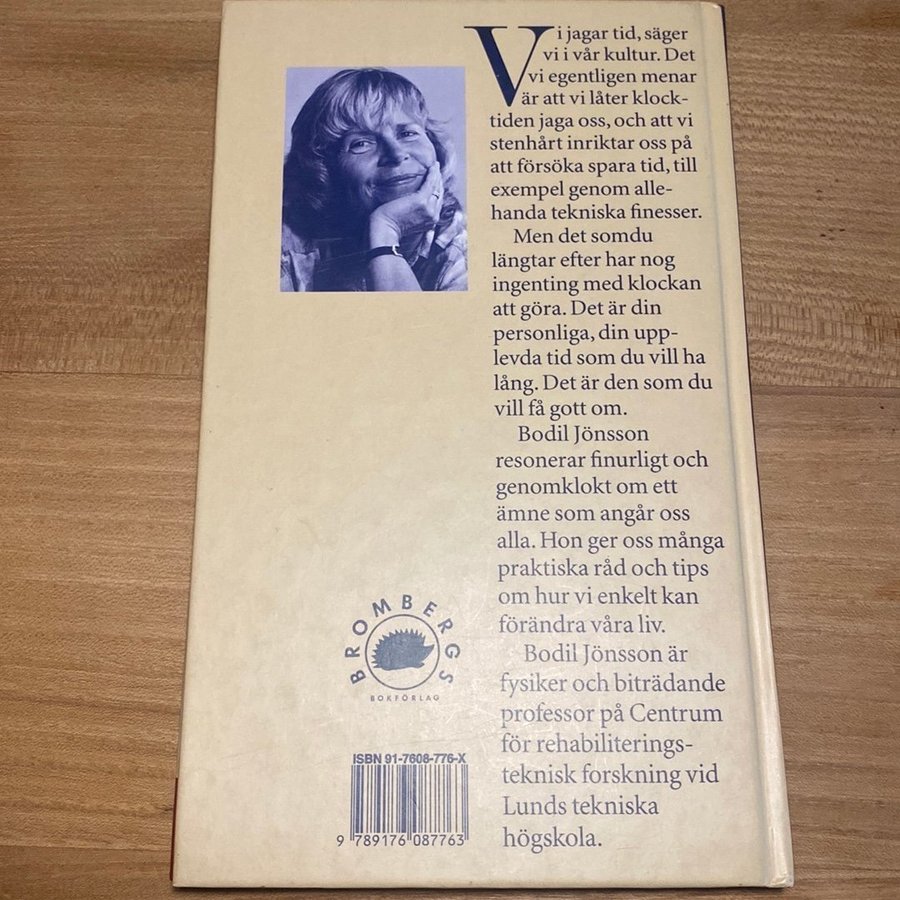 Vi jagar tid, säger
vi i vår kultur. Det
vi egentligen menar
är att vi låter klock-
tiden jaga oss, och att vi
stenhårt inriktar oss på
att försöka spara tid, till
exempel genom alle-
handa tekniska finesser.
Men det somdu
längtar efter har nog
ingenting med klockan
att göra. Det är din
personliga, din upp-
levda tid som du vill ha
lång. Det är den som du
vill få gott om.
Bodil Jönsson
resonerar finurligt och
genomklokt om ett
ämne som angår oss
alla. Hon ger oss många
praktiska råd och tips
om hur vi enkelt kan
förändra våra liv.
Bodil Jönsson är
fysiker och biträdande
professor på Centrum
för rehabiliterings-
teknisk forskning vid
Lunds tekniska
högskola.
BROMBERGS
BOKFÖRLAG
ISBN 91-7608-776-X
9 789176 087763